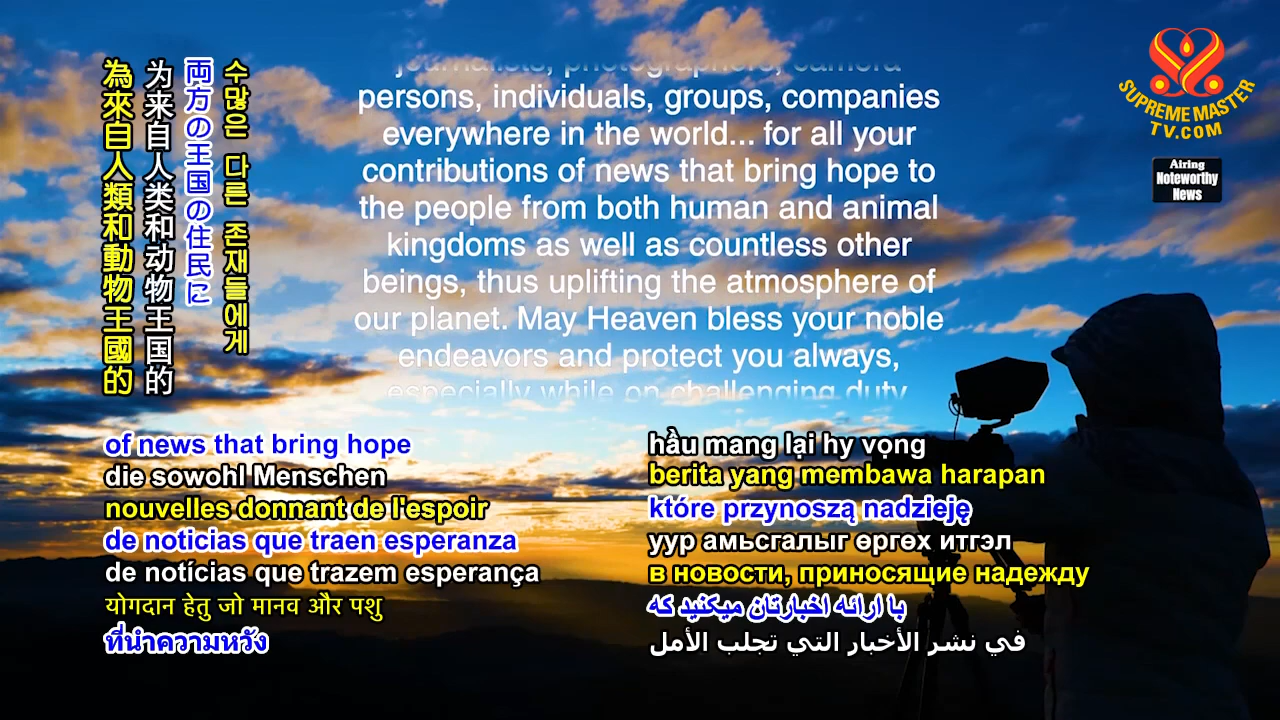 為來自人類和動物王國的
为来自人类和动物王国的
両方の王国の住民に
수많은 다른 존재들에게
journalists, photographers, camera
persons, individuals, groups, companies
everywhere in the world... for all your
contributions of news that bring hope to
the people from both human and animal
kingdoms as well as countless other
beings, thus uplifting the atmosphere of
our planet. May Heaven bless your noble
endeavors and protect you always,
especially while on challenging duty
SUPREME MASTER
TV.COM
Airing
Noteworthy
News
of news that bring hope
die sowohl Menschen
nouvelles donnant de l'espoir
de noticias que traen esperanza
de notícias que trazem esperança
योगदान हेतु जो मानव और पशु
ที่นำความหวัง
hầu mang lại hy vọng
berita yang membawa harapan
które przynoszą nadzieję
уур амьсгалыг өргөх итгэл
в новости, приносящие надежду
با ارائه اخبارتان میکنید که
في نشر الأخبار التي تجلب الأمل